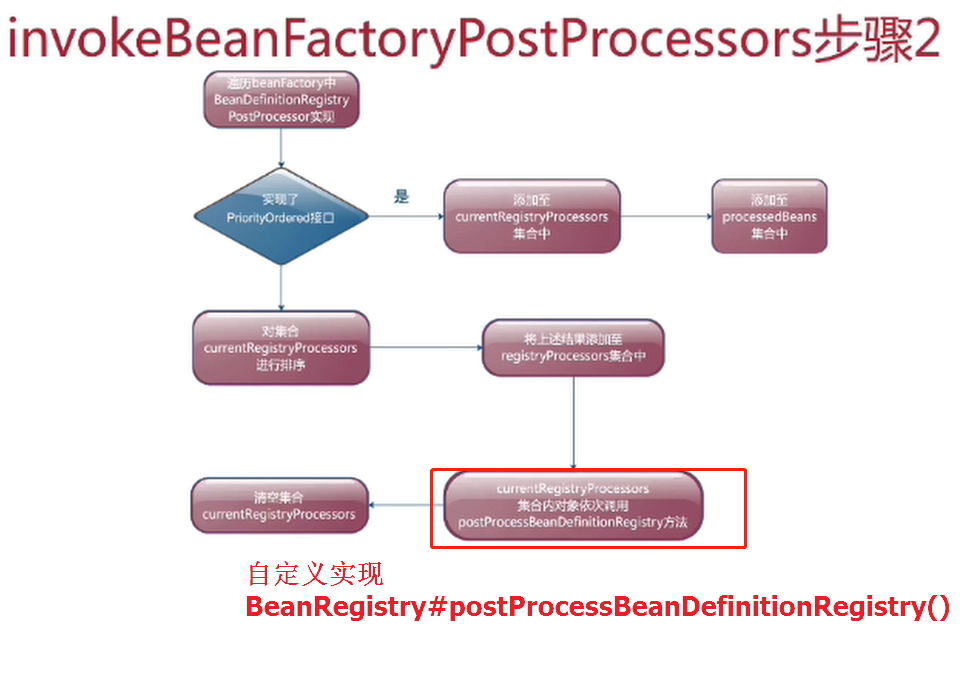 invokeBeanFactoryPostProcessors步骤2
遍历beanFactory中
BeanDefinitionRegistry
PostProcessor实现
实现了
PriorityOrdered接口
是
添加至
currentRegistryProcessors
集合中
添加至
processedBeans
集合中
对集合
currentRegistryProcessors
进行排序
将上述结果添加至
registryProcessors集合中
currentRegistryProcessors
集合内对象依次调用
postProcessBeanDefinitionRegistry方法
清空集合
currentRegistryProcessors
自定义实现
BeanRegistry#postProcessBeanDefinitionRegistry()